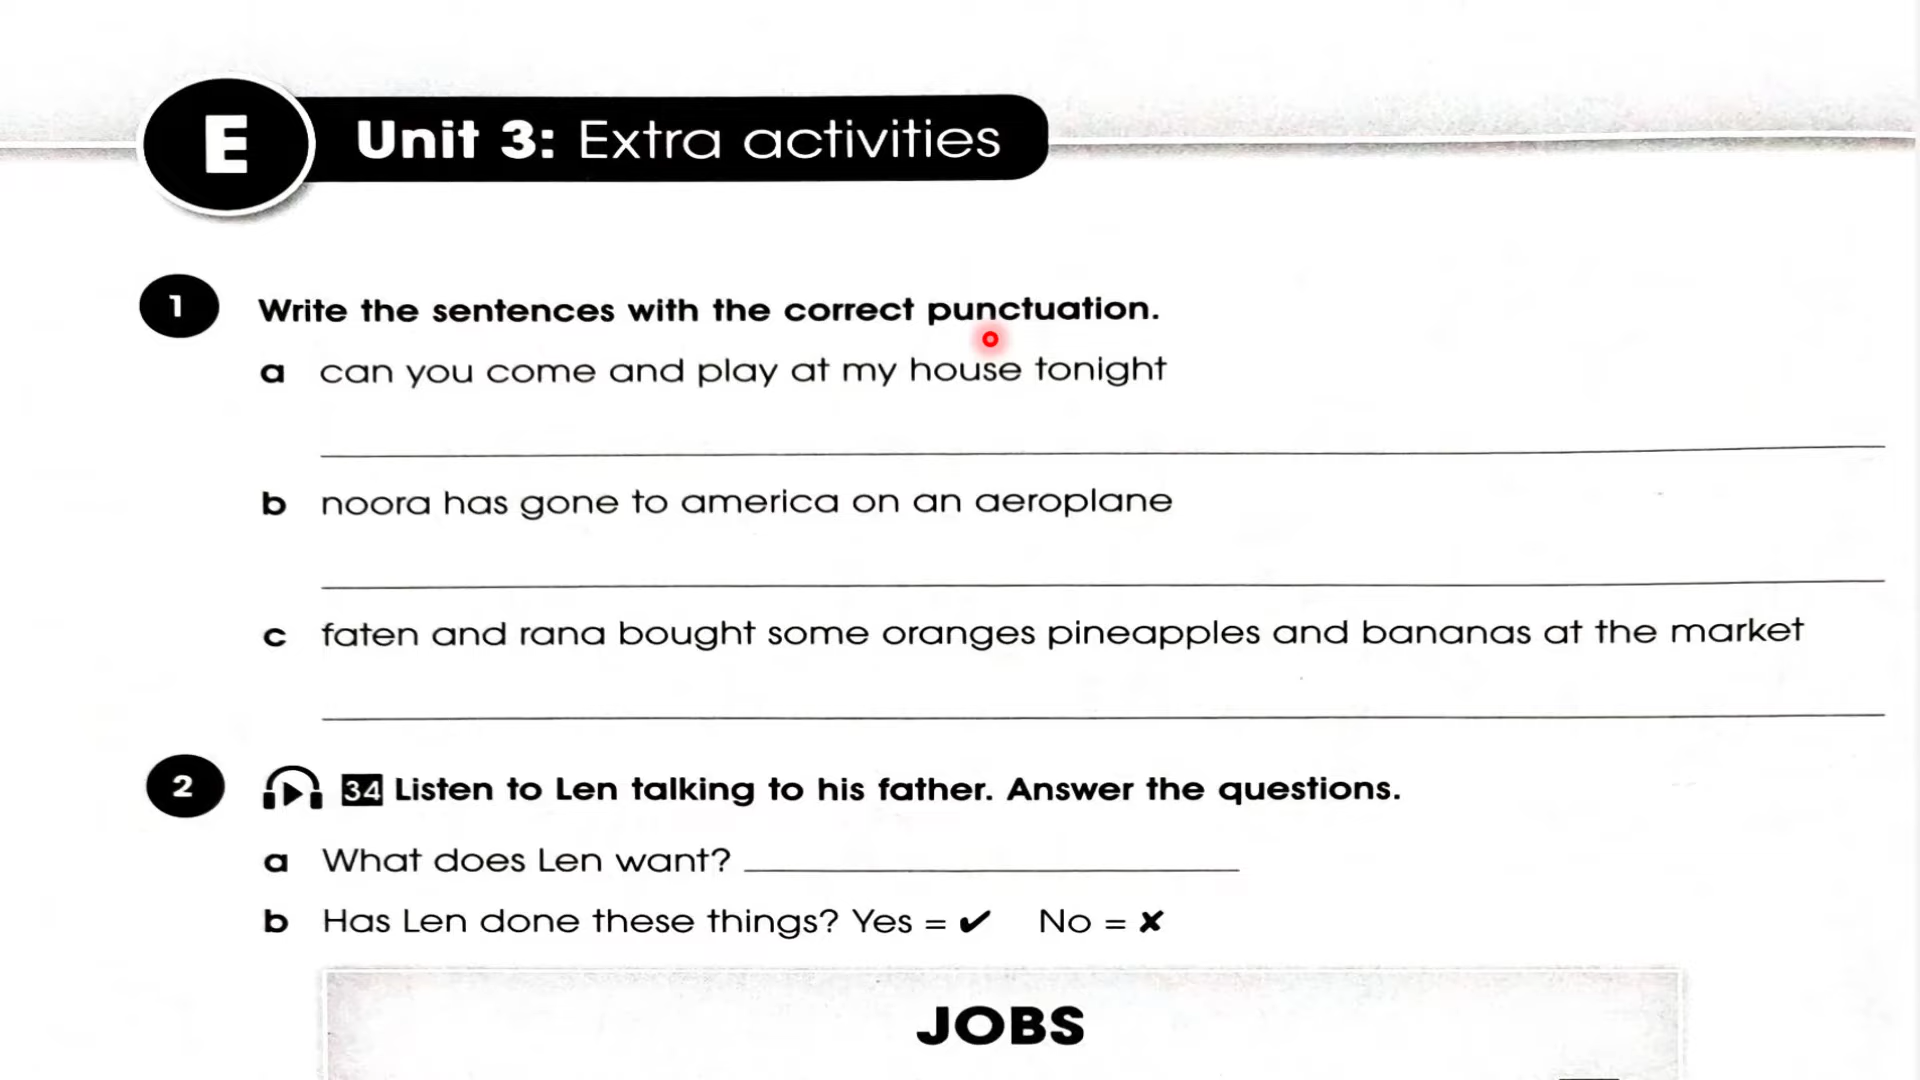 E Unit 3: Extra activities
1 Write the sentences with the correct punctuation.
a can you come and play at my house tonight
b noora has gone to america on an aeroplane
c faten and rana bought some oranges pineapples and bananas at the market
2 34 Listen to Len talking to his father. Answer the questions.
a What does Len want?
b Has Len done these things? Yes = ✔ No = ✘
JOBS